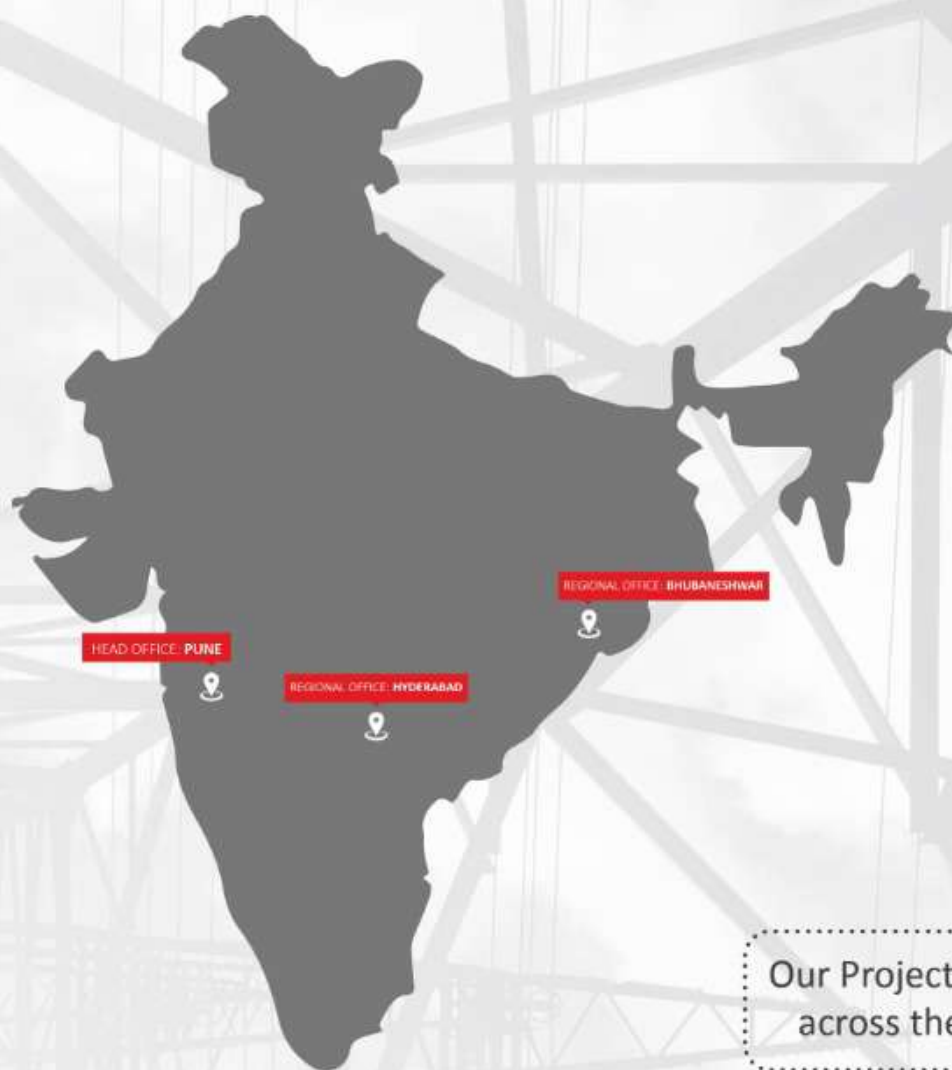 REGIONAL OFFICE: BHUBANESHWAR
HEAD OFFICE: PUNE
REGIONAL OFFICE: HYDERABAD
Our Project
across the